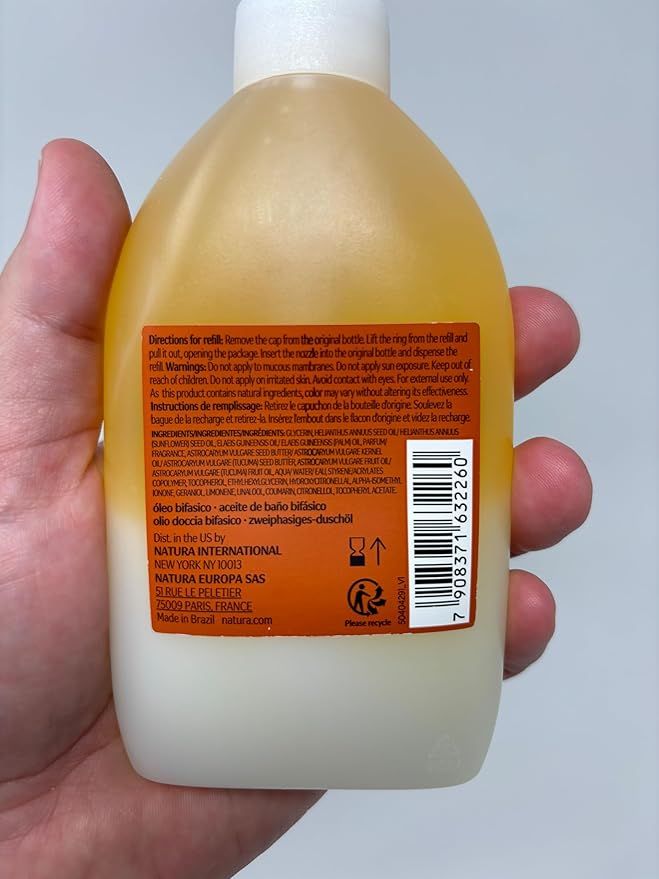 Directions for refill: Remove the cap from the original bottle. Lift the ring from the refill and
pull it out, opening the package. Insert the nozzle into the original bottle and dispense the
refill. Warnings: Do not apply to mucous mambranes. Do not apply sun exposure. Keep out of
reach of children. Do not apply on irritated skin. Avoid contact with eyes. For external use only.
As this product contains natural ingredients, color may vary without altering its effectiveness.
Instructions de remplissage: Retirez le capuchon de la bouteille d'origine. Soulevez la
bague de la recharge et retirez-la. Insérez l'embout dans le flacon d'origine et videz la recharge.
INGREDIENTS/INGREDIENTES/INGRÉDIENTS: GLYCERIN, HELIANTHUS ANNUUS SEED OIL/ HELIANTHUS ANNUUS
(SUNFLOWER) SEED OIL, ELAEIS GUINEENSIS OIL/ ELAEIS GUINEENSIS (PALM) OIL, PARFUM/
FRAGRANCE, ASTROCARYUM VULGARE SEED BUTTER/ ASTROCARYUM VULGARE KERNEL
OIL/ ASTROCARYUM VULGARE (TUCUMA) SEED BUTTER, ASTROCARYUM VULGARE FRUIT OIL/
ASTROCARYUM VULGARE (TUCUMA) FRUIT OIL, AQUA/ WATER/ EAU, STYRENE/ACRYLATES
COPOLYMER, TOCOPHEROL, ETHYLHEXYLGLYCERIN, HYDROXYCITRONELLAL, ALPHA-ISOMETHYL
IONONE, GERANIOL, LIMONENE, LINALOOL, COUMARIN, CITRONELLOL, TOCOPHERYL ACETATE.
óleo bifasico · aceite de baño bifásico
olio doccia bifasico · zweiphasiges-duschöl
Dist. in the US by
NATURA INTERNATIONAL
NEW YORK NY 10013
NATURA EUROPA SAS
51 RUE LE PELETIER
75009 PARIS, FRANCE
Made in Brazil natura.com
Please recycle
5040429LV1
7 908371 632260